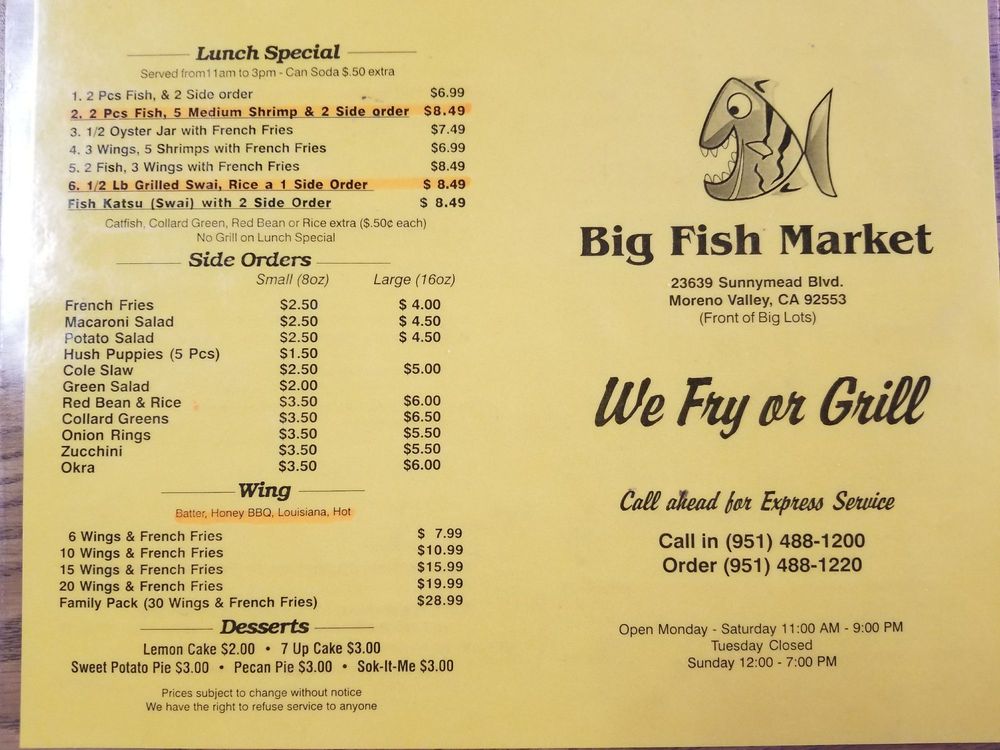 Lunch Special
Served from11am to 3pm - Can Soda $.50 extra
1. 2 Pcs Fish, & 2 Side order $6.99
2. 2 Pcs Fish, 5 Medium Shrimp & 2 Side order $8.49
3. 1/2 Oyster Jar with French Fries $7.49
4. 3 Wings, 5 Shrimps with French Fries $6.99
5. 2 Fish, 3 Wings with French Fries $8.49
6. 1/2 Lb Grilled Swai, Rice a 1 Side Order $ 8.49
Fish Katsu (Swai) with 2 Side Order $ 8.49
Catfish, Collard Green, Red Bean or Rice extra ($.50¢ each)
No Grill on Lunch Special
Side Orders
Small (8oz) Large (16oz)
French Fries $2.50 $ 4.00
Macaroni Salad $2.50 $ 4.50
Potato Salad $2.50 $ 4.50
Hush Puppies (5 Pcs) $1.50
Cole Slaw $2.50 $5.00
Green Salad $2.00
Red Bean & Rice $3.50 $6.00
Collard Greens $3.50 $6.50
Onion Rings $3.50 $5.50
Zucchini $3.50 $5.50
Okra $3.50 $6.00
Wing
Batter, Honey BBQ, Louisiana, Hot
6 Wings & French Fries $ 7.99
10 Wings & French Fries $10.99
15 Wings & French Fries $15.99
20 Wings & French Fries $19.99
Family Pack (30 Wings & French Fries) $28.99
Desserts
Lemon Cake $2.00 • 7 Up Cake $3.00
Sweet Potato Pie $3.00 • Pecan Pie $3.00 • Sok-It-Me $3.00
Prices subject to change without notice
We have the right to refuse service to anyone
Big Fish Market
23639 Sunnymead Blvd.
Moreno Valley, CA 92553
(Front of Big Lots)
We Fry or Grill
Call ahead for Express Service
Call in (951) 488-1200
Order (951) 488-1220
Open Monday - Saturday 11:00 AM - 9:00 PM
Tuesday Closed
Sunday 12:00 - 7:00 PM